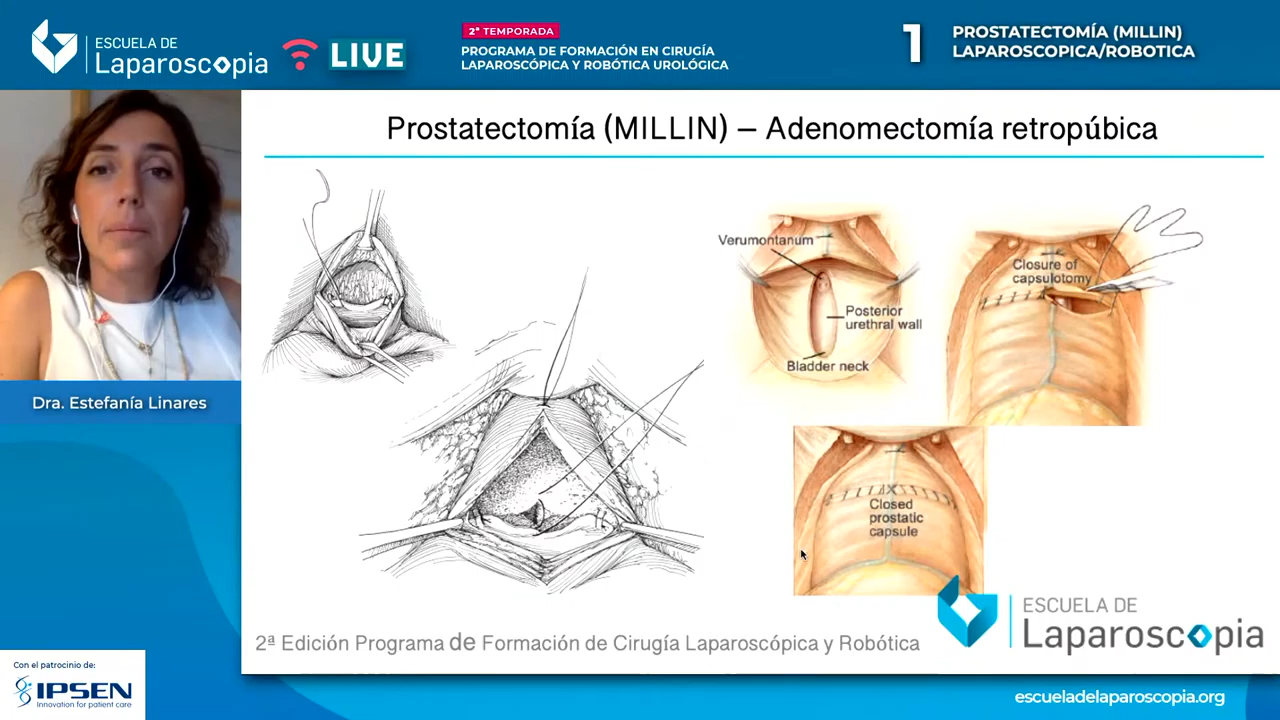 ESCUELA DE
Laparoscopia
LIVE
2ª TEMPORADA
PROGRAMA DE FORMACIÓN EN CIRUGÍA
LAPAROSCÓPICA Y ROBÓTICA UROLÓGICA
1
PROSTATECTOMÍA (MILLIN)
LAPAROSCOPICA/ROBOTICA
Prostatectomía (MILLIN) – Adenomectomía retropúbica
Verumontanum
Posterior
urethral wall
Bladder neck
Closure of
capsulotomy
Closed
prostatic
capsule
Dra. Estefanía Linares
2ª Edición Programa de Formación de Cirugía Laparoscópica y Robótica
ESCUELA DE
Laparoscopia
Con el patrocinio de:
IPSEN
Innovation for patient care
escueladelaparoscopia.org